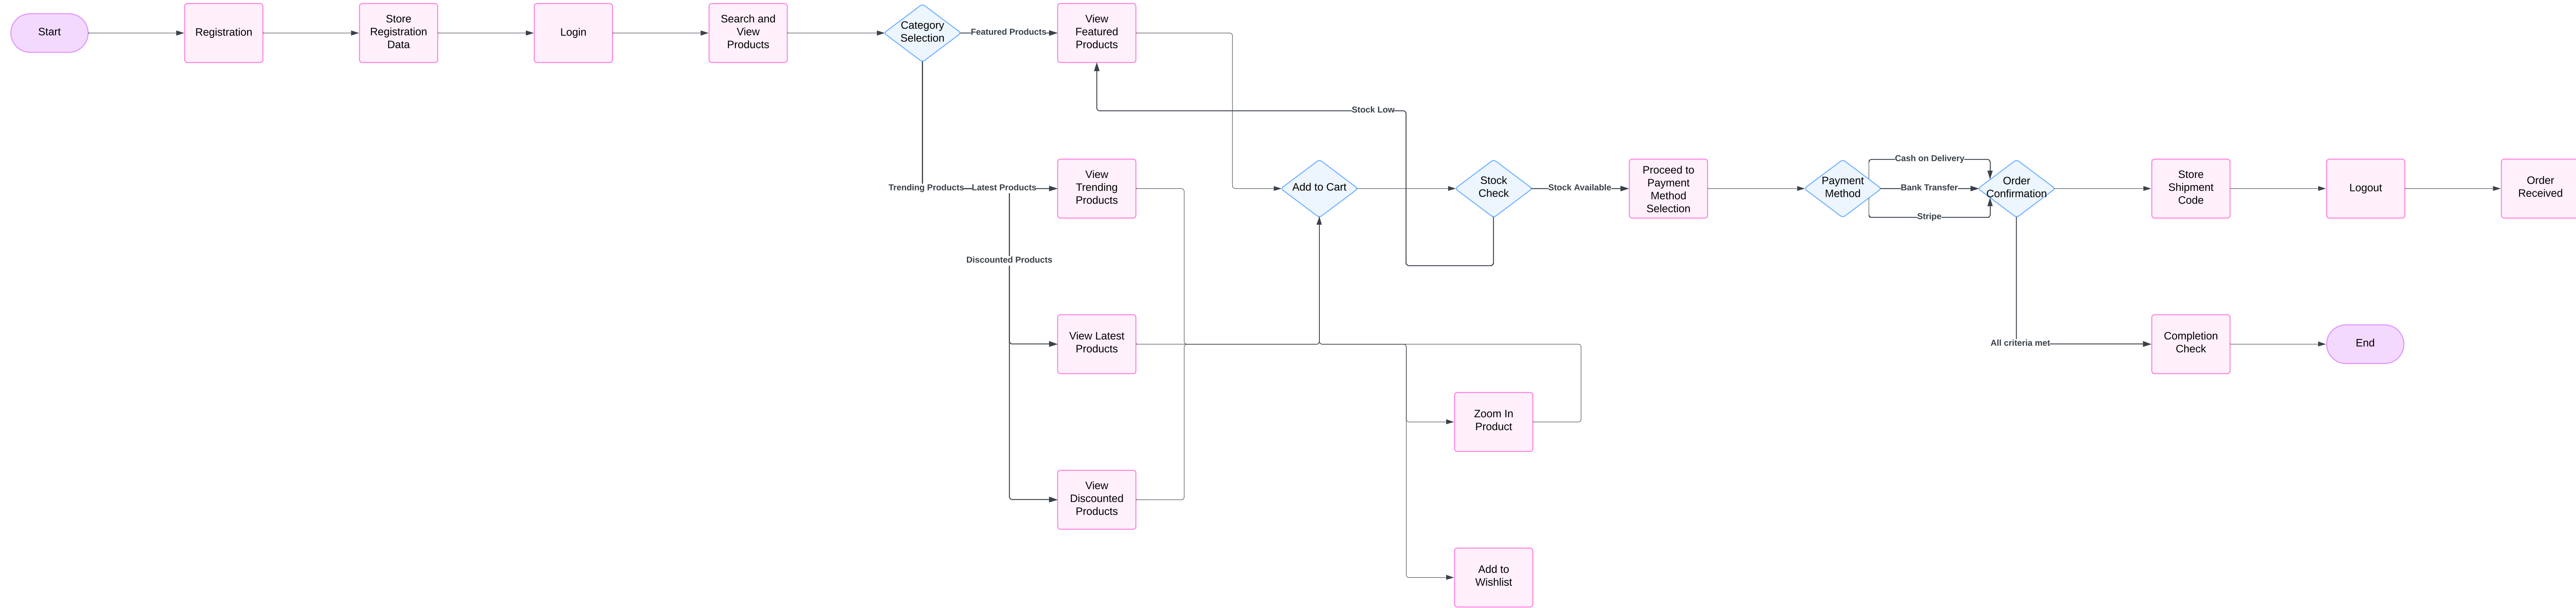 Start
Registration
Store
Registration
Data
Login
Search and
View
Products
Category
Selection
Featured Products
View
Featured
Products
Stock Low
Trending Products
Latest Products
View
Trending
Products
Add to Cart
Stock
Check
Stock Available
Proceed to
Payment
Method
Selection
Payment
Method
Cash on Delivery
Bank Transfer
Stripe
Order
Confirmation
Store
Shipment
Code
Logout
Order
Received
Discounted Products
View Latest
Products
All criteria met
Completion
Check
End
Zoom In
Product
View
Discounted
Products
Add to
Wishlist